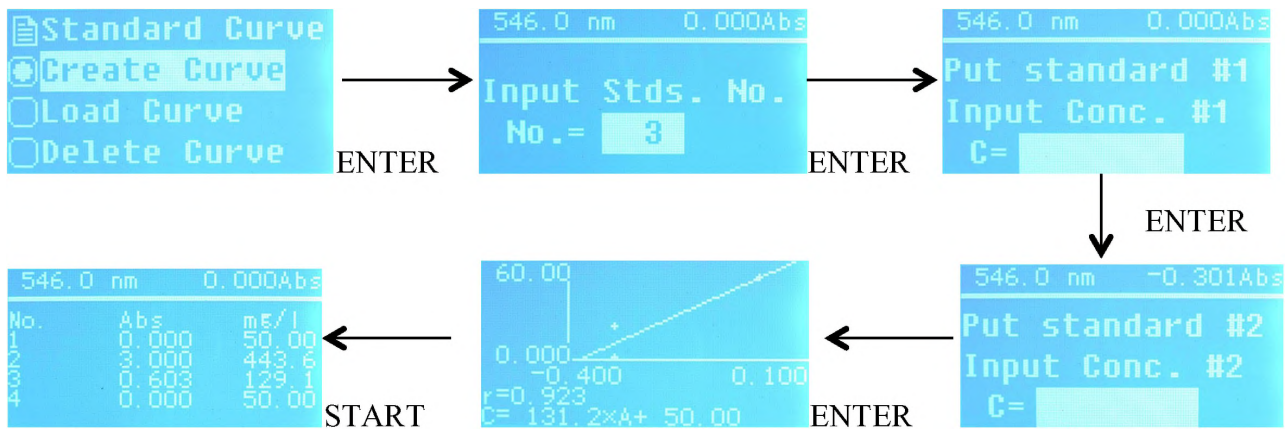 Standard Curve
Create Curve
Load Curve
Delete Curve
ENTER
546.0 nm 0.000Abs
Input Stds. No.
No.= 3
ENTER
546.0 nm 0.000Abs
Put standard #1
Input Conc. #1
C=
ENTER
546.0 nm -0.301Abs
Put standard #2
Input Conc. #2
C=
ENTER
60.00
0.000
-0.400 0.100
r=0.923
C= 131.2×A+ 50.00
START
546.0 nm 0.000Abs
No. Abs mg/l
1 0.000 50.00
2 3.000 443.6
3 0.603 129.1
4 0.000 50.00